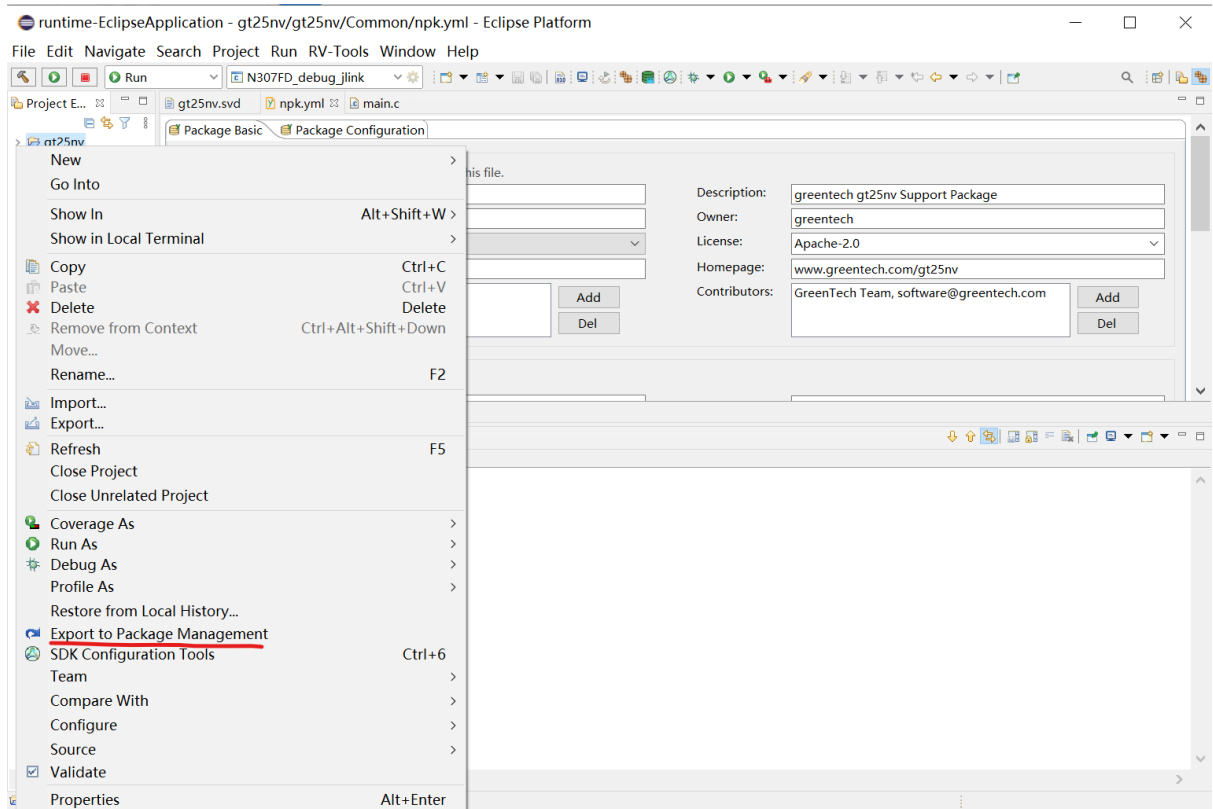 runtime-EclipseApplication - gt25nv/gt25nv/Common/npk.yml - Eclipse Platform
File Edit Navigate Search Project Run RV-Tools Window Help
Run N307FD_debug_jlink
Project E... gt25nv.svd npk.yml main.c
Package Basic Package Configuration
gt25nv
New
his file.
Go Into
Description: greentech gt25nv Support Package
Show In Alt+Shift+W
Owner: greentech
Show in Local Terminal
License: Apache-2.0
Copy Ctrl+C
Homepage: www.greentech.com/gt25nv
Paste Ctrl+V
Contributors: GreenTech Team, software@greentech.com
Add Add
Delete Delete
Del Del
Remove from Context Ctrl+Alt+Shift+Down
Move...
Rename... F2
Import...
Export...
Refresh F5
Close Project
Close Unrelated Project
Coverage As
Run As
Debug As
Profile As
Restore from Local History...
Export to Package Management
SDK Configuration Tools Ctrl+6
Team
Compare With
Configure
Source
Validate
Properties Alt+Enter